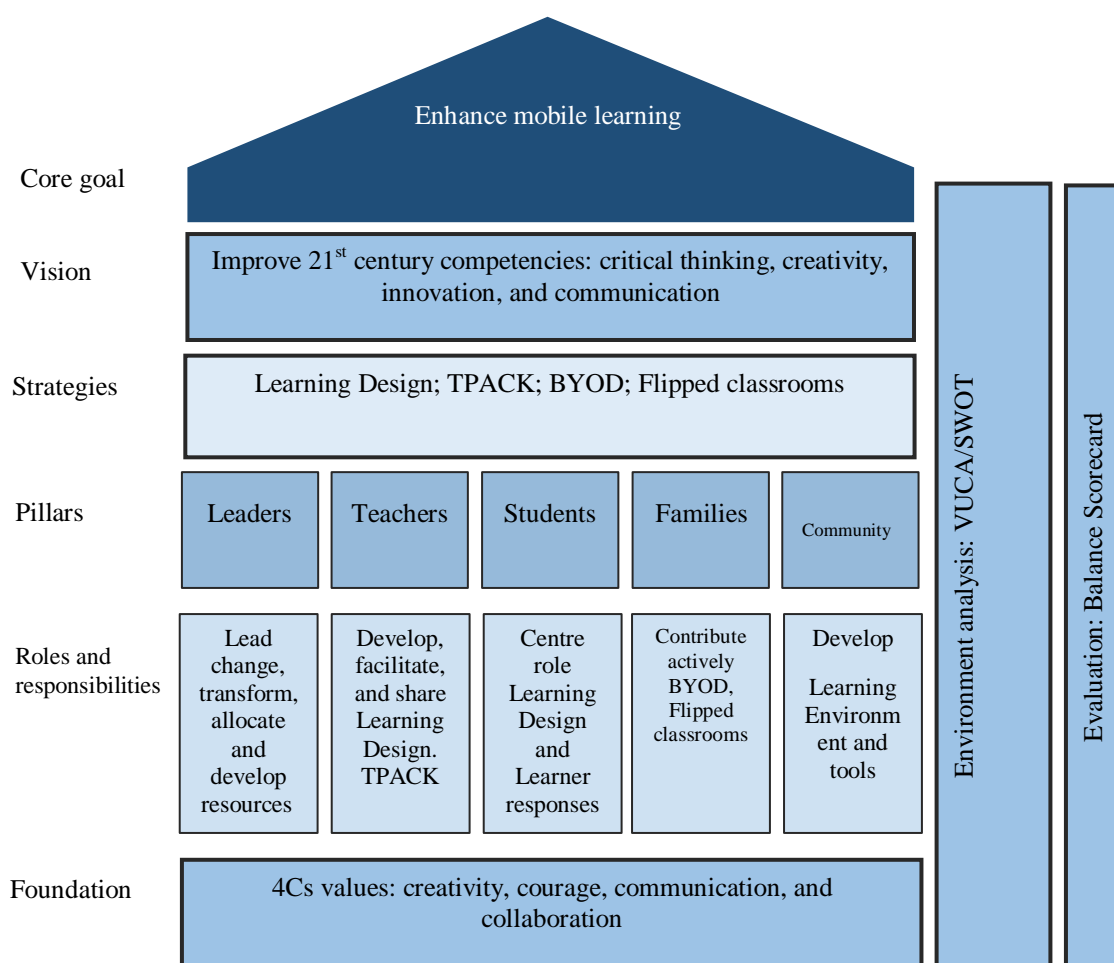 Enhance mobile learning
Core goal
Vision
Improve 21st century competencies: critical thinking, creativity,
innovation, and communication
Strategies
Learning Design; TPACK; BYOD; Flipped classrooms
Pillars
Leaders
Teachers
Students
Families
Community
Roles and
responsibilities
Lead
change,
transform,
allocate
and
develop
resources
Develop,
facilitate,
and share
Learning
Design.
TPACK
Centre
role
Learning
Design
and
Learner
responses
Contribute
actively
BYOD,
Flipped
classrooms
Develop
Learning
Environm
ent and
tools
Foundation
4Cs values: creativity, courage, communication, and
collaboration
Environment analysis: VUCA/SWOT
Evaluation: Balance Scorecard